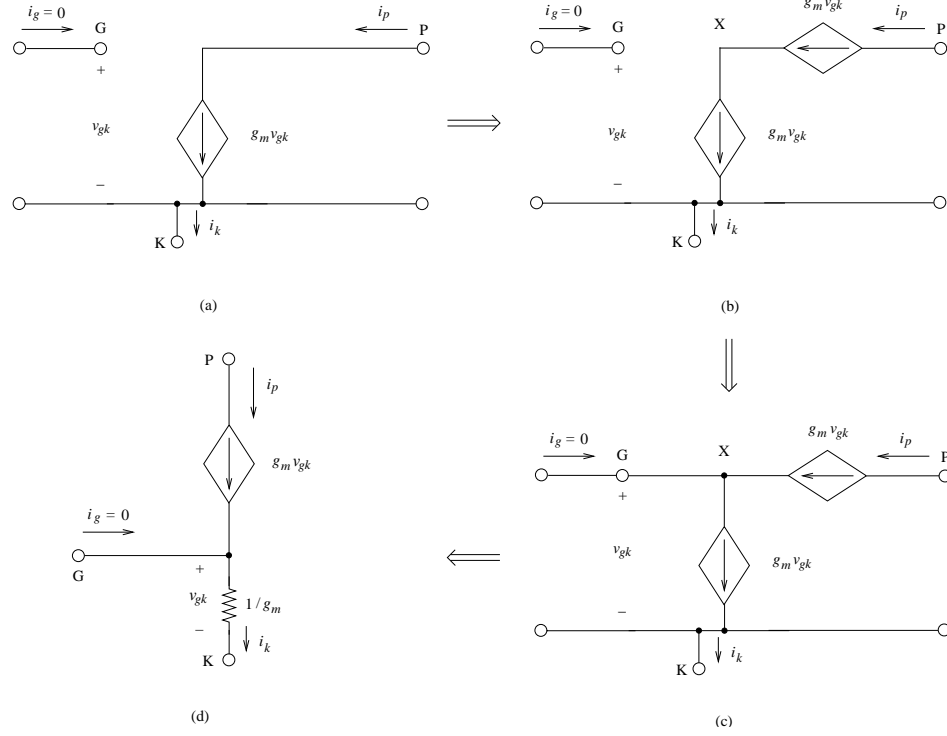 i_g = 0
G
i_p
P
+
v_gk
g_m v_gk
−
K
i_k
(a)
i_g = 0
G
X
g_m v_gk
i_p
P
+
v_gk
g_m v_gk
−
K
i_k
(b)
P
i_p
g_m v_gk
i_g = 0
G
+
v_gk
1 / g_m
−
K
i_k
(d)
i_g = 0
G
X
g_m v_gk
i_p
P
+
v_gk
g_m v_gk
−
K
i_k
(c)